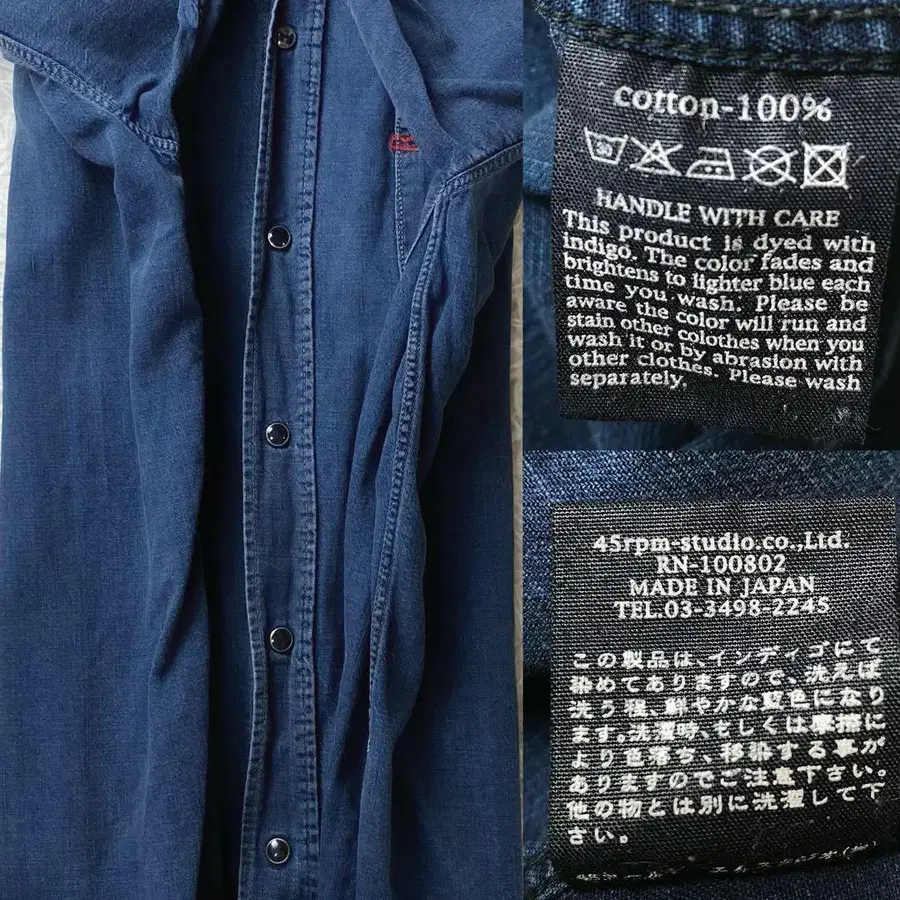 cotton-100%
HANDLE WITH CARE
This product is dyed with
indigo. The color fades and
brightens to lighter blue each
time you wash. Please be
aware the color will run and
stain other colothes when you
wash it or by abrasion with
other clothes. Please wash
separately.
45rpm-studio.co.,Ltd.
RN-100802
MADE IN JAPAN
TEL.03-3498-2245
この製品は、インディゴにて
染めてありますので、洗えば
洗う程、鮮やかな藍色になり
ます。洗濯時、もしくは摩擦に
より色落ち、移染する事が
ありますのでご注意下さい。
他の物とは別に洗濯して下
さい。